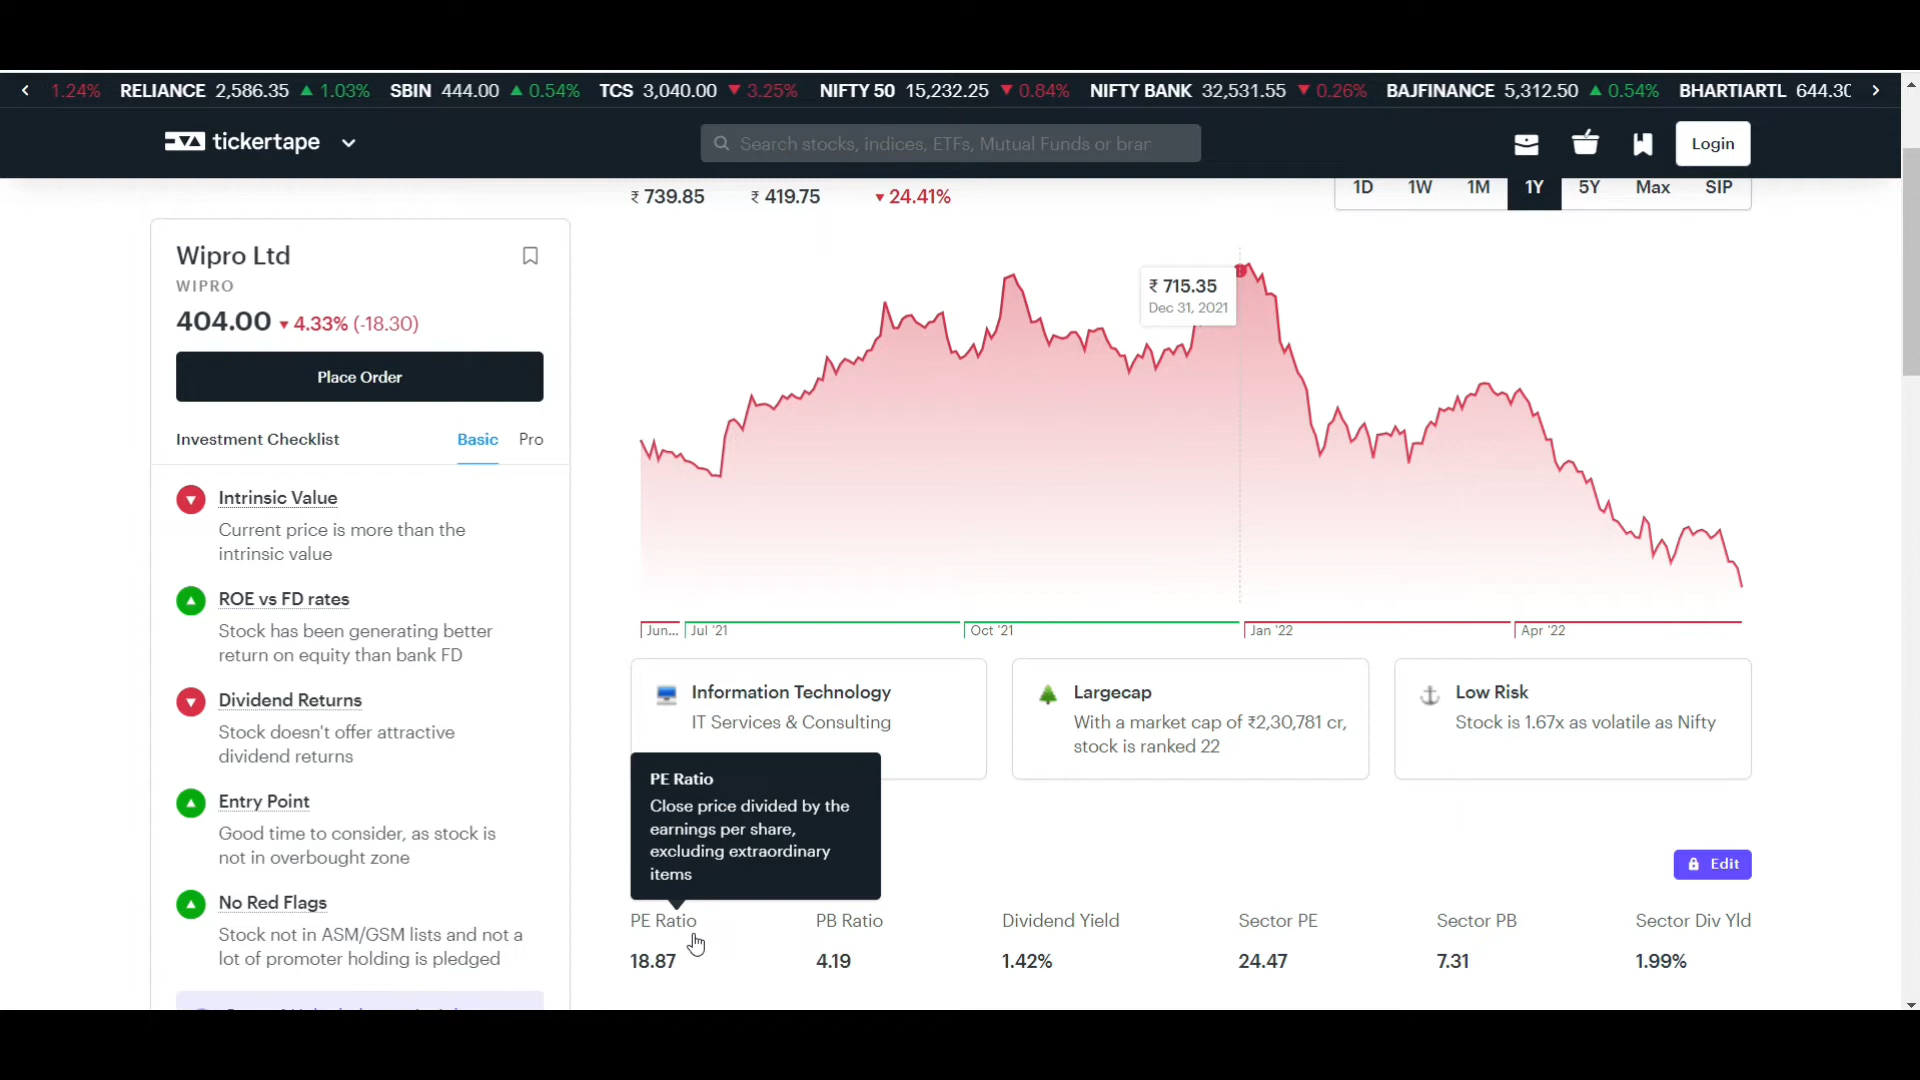 1.24% RELIANCE 2,586.35 ▲ 1.03% SBIN 444.00 ▲ 0.54% TCS 3,040.00 ▼ 3.25% NIFTY 50 15,232.25 ▼ 0.84% NIFTY BANK 32,531.55 ▼ 0.26% BAJFINANCE 5,312.50 ▲ 0.54% BHARTIARTL 644.30
tickertape
Search stocks, indices, ETFs, Mutual Funds or bran
Login
₹ 739.85 ₹ 419.75 ▼ 24.41%
1D 1W 1M 1Y 5Y Max SIP
Wipro Ltd
WIPRO
404.00 ▼ 4.33% (-18.30)
Place Order
Investment Checklist Basic Pro
Intrinsic Value
Current price is more than the
intrinsic value
ROE vs FD rates
Stock has been generating better
return on equity than bank FD
Dividend Returns
Stock doesn't offer attractive
dividend returns
Entry Point
Good time to consider, as stock is
not in overbought zone
No Red Flags
Stock not in ASM/GSM lists and not a
lot of promoter holding is pledged
₹ 715.35
Dec 31, 2021
Jun... Jul '21 Oct '21 Jan '22 Apr '22
Information Technology
IT Services & Consulting
Largecap
With a market cap of ₹2,30,781 cr,
stock is ranked 22
Low Risk
Stock is 1.67x as volatile as Nifty
PE Ratio
Close price divided by the
earnings per share,
excluding extraordinary
items
Edit
PE Ratio PB Ratio Dividend Yield Sector PE Sector PB Sector Div Yld
18.87 4.19 1.42% 24.47 7.31 1.99%